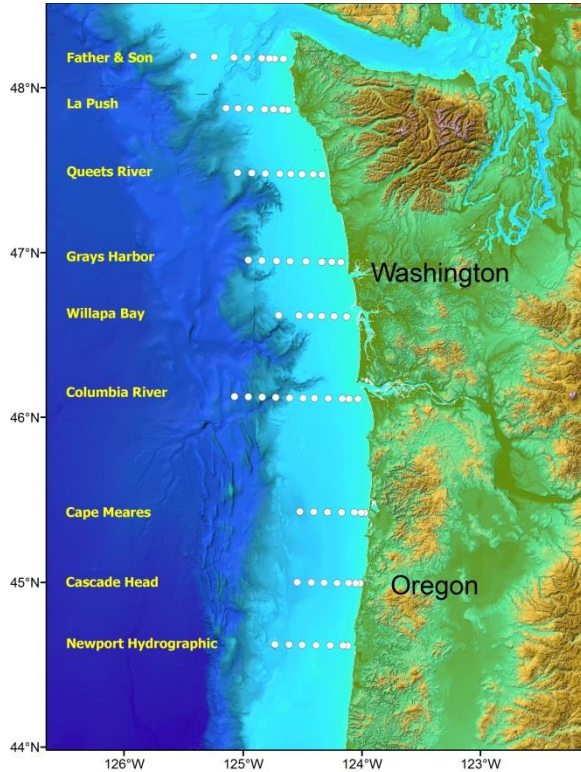 48°N
47°N
46°N
45°N
44°N
Father & Son
La Push
Queets River
Grays Harbor
Willapa Bay
Columbia River
Cape Meares
Cascade Head
Newport Hydrographic
Washington
Oregon
126°W
125°W
124°W
123°W